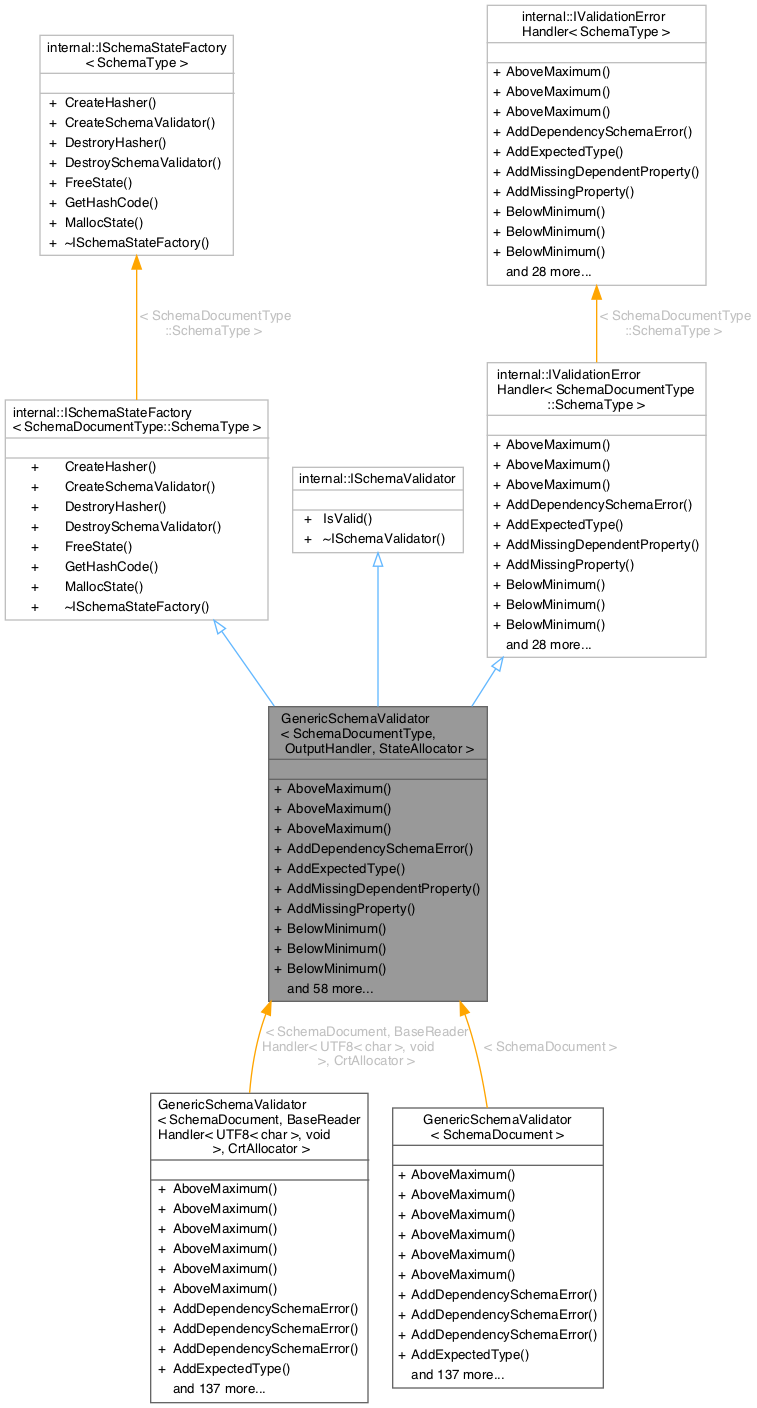 internal::ISchemaStateFactory
< SchemaType >
+ CreateHasher()
+ CreateSchemaValidator()
+ DestroryHasher()
+ DestroySchemaValidator()
+ FreeState()
+ GetHashCode()
+ MallocState()
+ ~ISchemaStateFactory()
internal::IValidationError
Handler< SchemaType >
+ AboveMaximum()
+ AboveMaximum()
+ AboveMaximum()
+ AddDependencySchemaError()
+ AddExpectedType()
+ AddMissingDependentProperty()
+ AddMissingProperty()
+ BelowMinimum()
+ BelowMinimum()
+ BelowMinimum()
and 28 more...
< SchemaDocumentType
::SchemaType >
< SchemaDocumentType
::SchemaType >
internal::ISchemaStateFactory
< SchemaDocumentType::SchemaType >
+ CreateHasher()
+ CreateSchemaValidator()
+ DestroryHasher()
+ DestroySchemaValidator()
+ FreeState()
+ GetHashCode()
+ MallocState()
+ ~ISchemaStateFactory()
internal::ISchemaValidator
+ IsValid()
+ ~ISchemaValidator()
internal::IValidationError
Handler< SchemaDocumentType
::SchemaType >
+ AboveMaximum()
+ AboveMaximum()
+ AboveMaximum()
+ AddDependencySchemaError()
+ AddExpectedType()
+ AddMissingDependentProperty()
+ AddMissingProperty()
+ BelowMinimum()
+ BelowMinimum()
+ BelowMinimum()
and 28 more...
GenericSchemaValidator
< SchemaDocumentType,
OutputHandler, StateAllocator >
+ AboveMaximum()
+ AboveMaximum()
+ AboveMaximum()
+ AddDependencySchemaError()
+ AddExpectedType()
+ AddMissingDependentProperty()
+ AddMissingProperty()
+ BelowMinimum()
+ BelowMinimum()
+ BelowMinimum()
and 58 more...
< SchemaDocument, BaseReader
Handler< UTF8< char >, void
>, CrtAllocator >
< SchemaDocument >
GenericSchemaValidator
< SchemaDocument, BaseReader
Handler< UTF8< char >, void
>, CrtAllocator >
+ AboveMaximum()
+ AboveMaximum()
+ AboveMaximum()
+ AboveMaximum()
+ AboveMaximum()
+ AboveMaximum()
+ AddDependencySchemaError()
+ AddDependencySchemaError()
+ AddDependencySchemaError()
+ AddExpectedType()
and 137 more...
GenericSchemaValidator
< SchemaDocument >
+ AboveMaximum()
+ AboveMaximum()
+ AboveMaximum()
+ AboveMaximum()
+ AboveMaximum()
+ AboveMaximum()
+ AddDependencySchemaError()
+ AddDependencySchemaError()
+ AddDependencySchemaError()
+ AddExpectedType()
and 137 more...